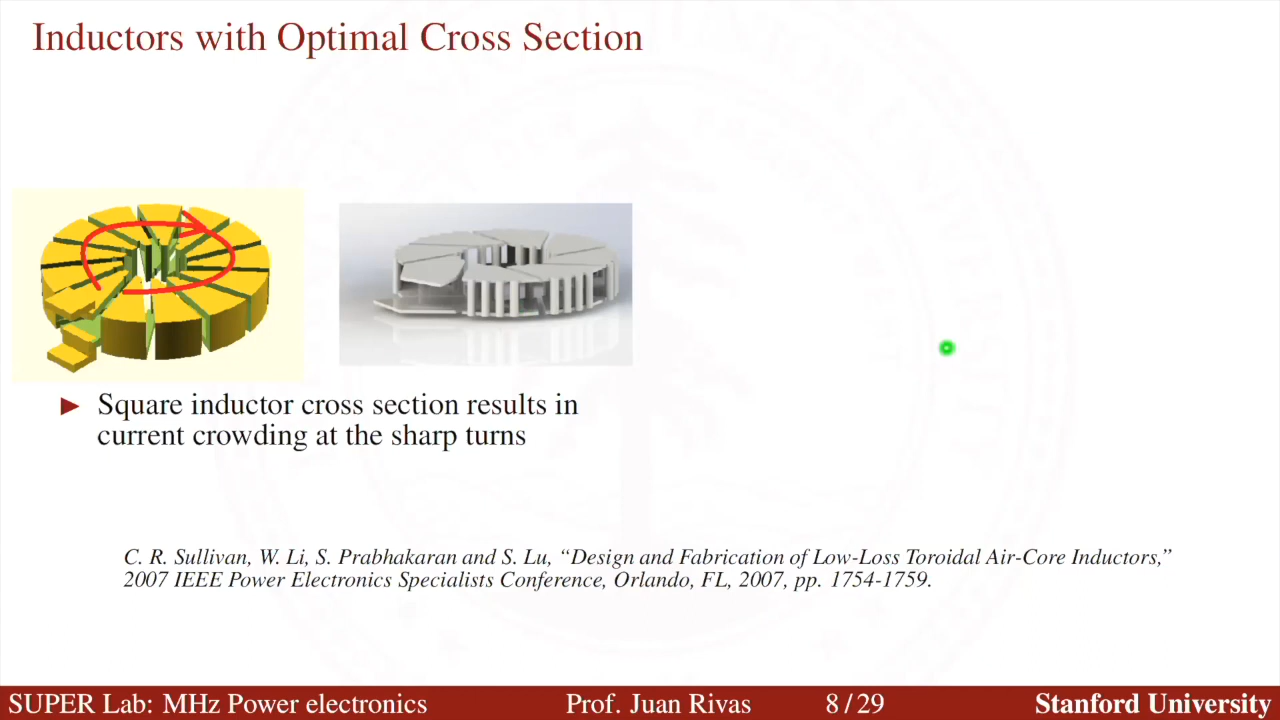 Inductors with Optimal Cross Section
Square inductor cross section results in
current crowding at the sharp turns
C. R. Sullivan, W. Li, S. Prabhakaran and S. Lu, “Design and Fabrication of Low-Loss Toroidal Air-Core Inductors,”
2007 IEEE Power Electronics Specialists Conference, Orlando, FL, 2007, pp. 1754-1759.
SUPER Lab: MHz Power electronics Prof. Juan Rivas 8 / 29 Stanford University